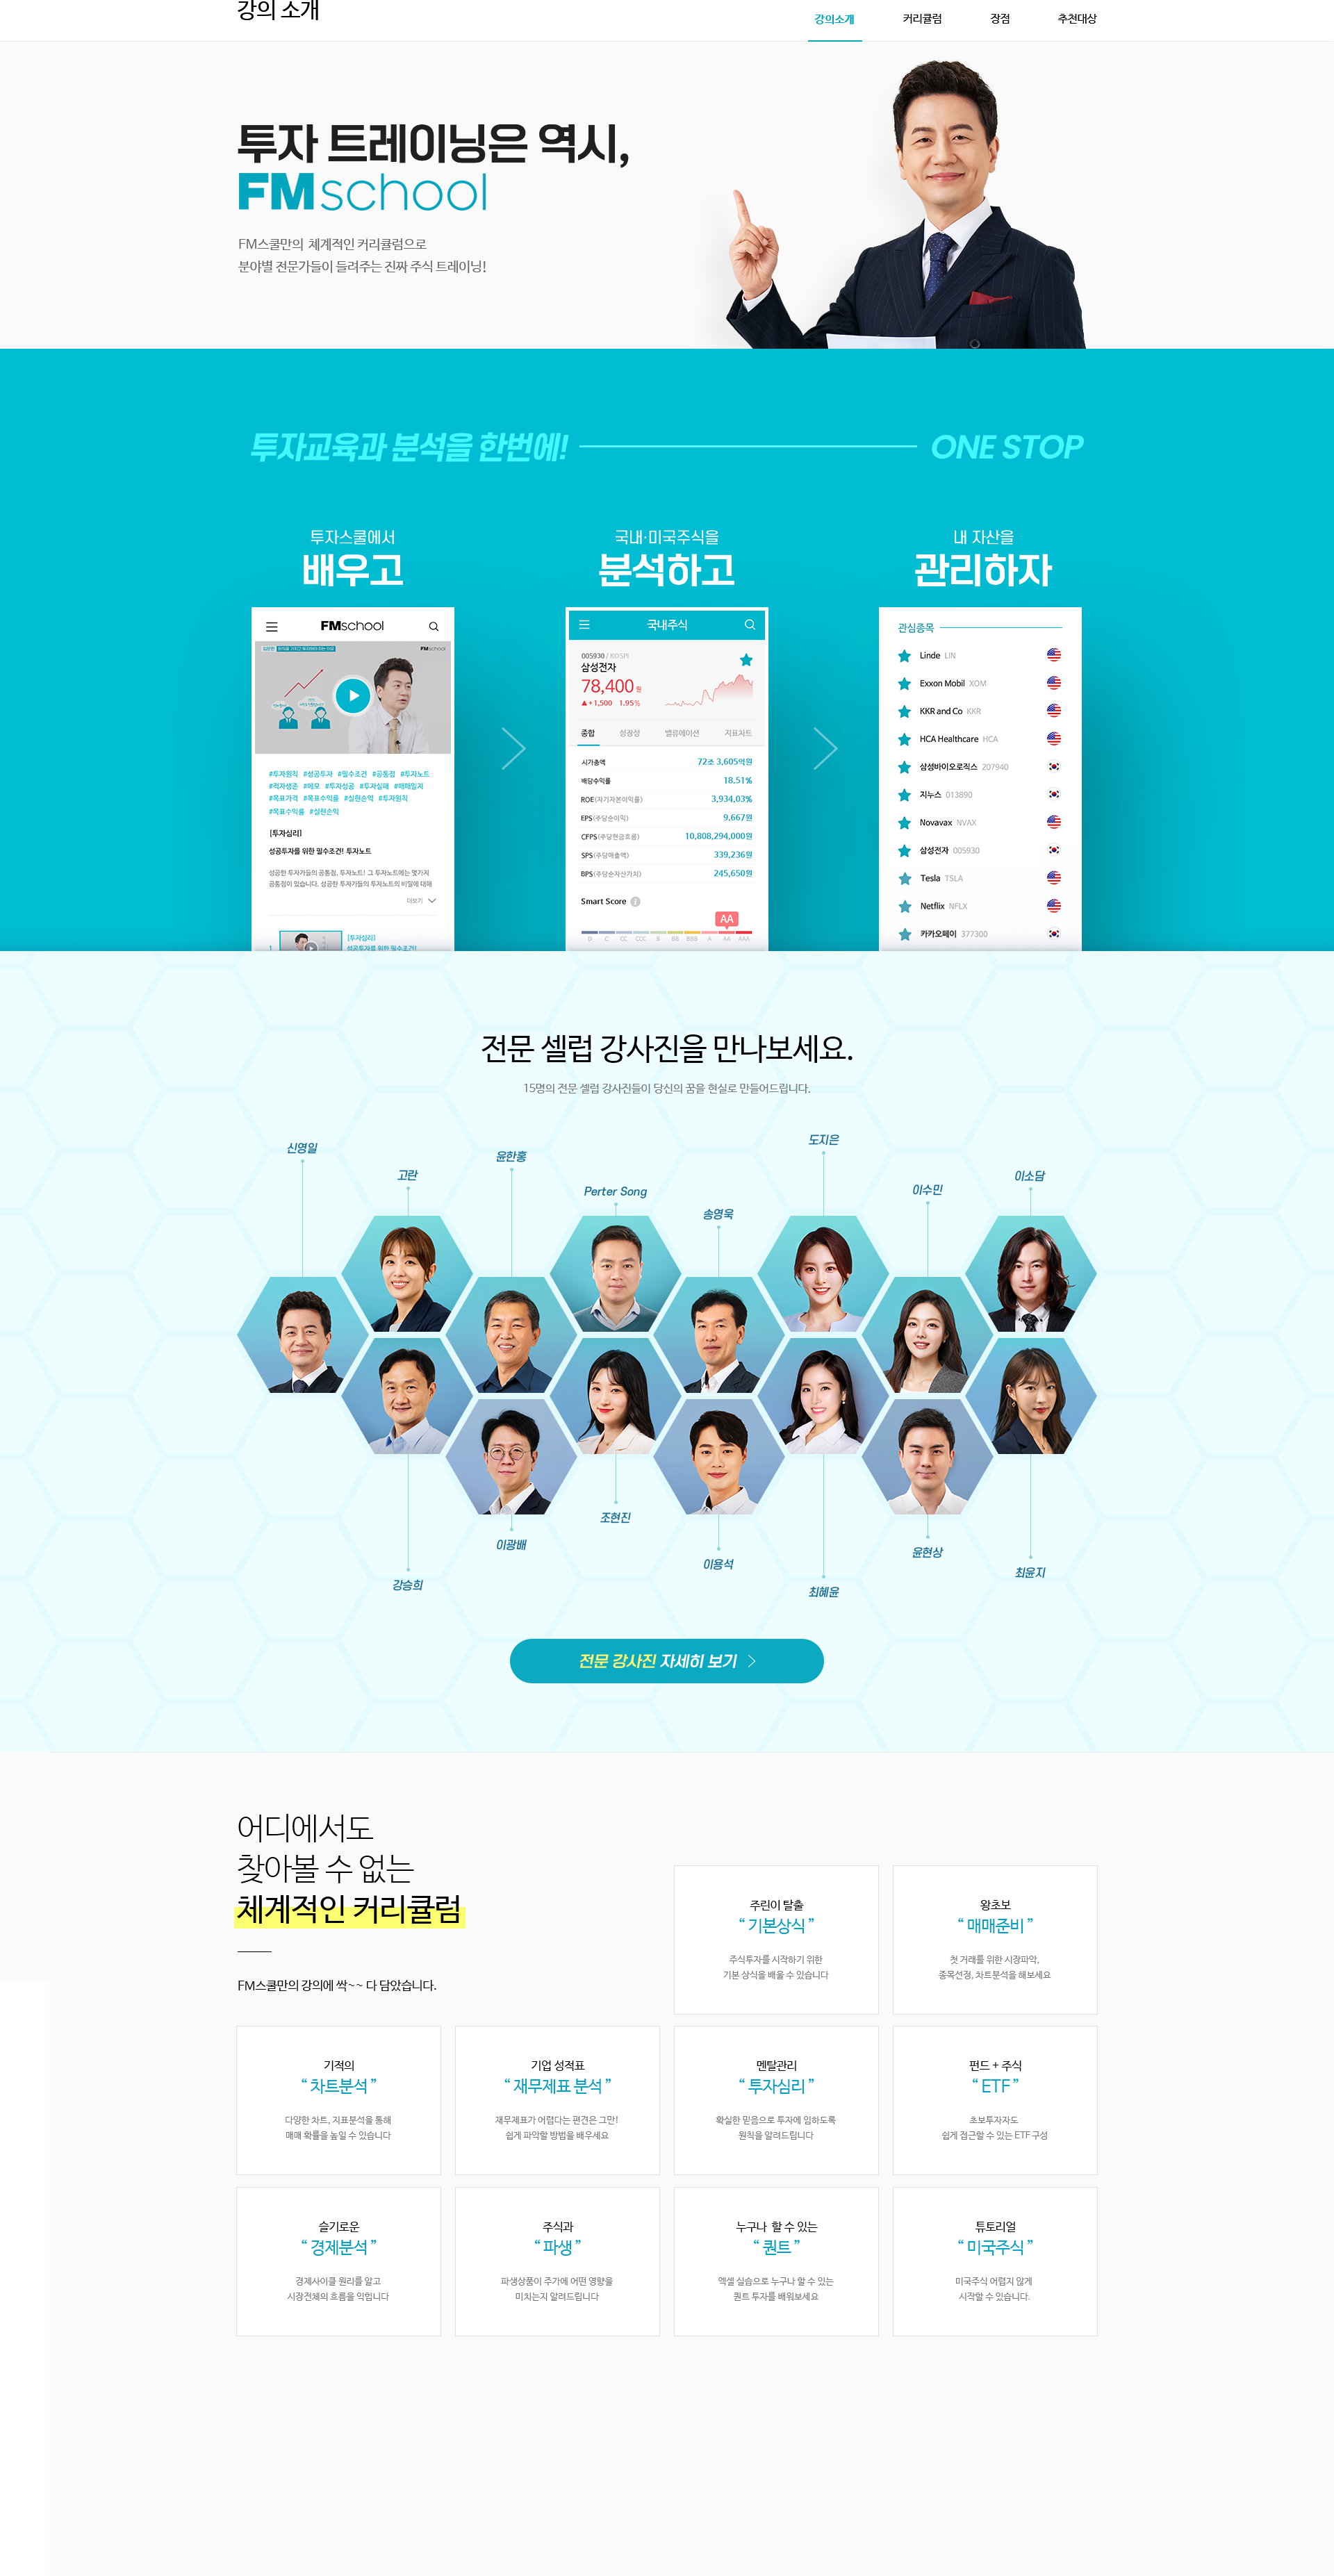 강의 소개
강의소개
커리큘럼
장점
추천대상
투자 트레이닝은 역시,
FMschool
FM스쿨만의 체계적인 커리큘럼으로
분야별 전문가들이 들려주는 진짜 주식 트레이닝!
투자교육과 분석을 한번에!
ONE STOP
투자스쿨에서
배우고
국내·미국주식을
분석하고
내 자산을
관리하자
FMschool
FMschool
#투자원칙 #성공투자 #필수조건 #공통점 #투자노트
#적자생존 #메모 #투자성공 #투자실패 #매매일지
#목표가격 #목표수익률 #실현손익 #투자원칙
#목표수익률 #실현손익
[투자심리]
성공투자를 위한 필수조건! 투자노트
성공한 투자가들의 공통점, 투자노트! 그 투자노트에는 몇가지
공통점이 있습니다. 성공한 투자가들의 투자노트의 비밀에 대해
더보기
1
[투자심리]
성공투자를 위한 필수조건!
국내주식
005930 / KOSPI
삼성전자
78,400원
▲+1,500 1.95%
종합 성장성 밸류에이션 지표차트
시가총액 72조 3,605억원
배당수익률 18.51%
ROE(자기자본이익률) 3,934,03%
EPS(주당순이익) 9.667원
CFPS(주당현금흐름) 10,808,294,000원
SPS(주당매출액) 339,236원
BPS(주당순자산가치) 245,650원
Smart Score i
AA
D C CC CCC B BB BBB A AA AAA
관심종목
Linde LIN
Exxon Mobil XOM
KKR and Co KKR
HCA Healthcare HCA
삼성바이오로직스 207940
지누스 013890
Novavax NVAX
삼성전자 005930
Tesla TSLA
Netflix NFLX
카카오페이 377300
전문 셀럽 강사진을 만나보세요.
15명의 전문 셀럽 강사진들이 당신의 꿈을 현실로 만들어드립니다.
신영일
고란
윤한홍
Perter Song
송영욱
도지은
이수민
이소담
강승희
이광배
조현진
이용석
최혜윤
윤현상
최윤지
전문 강사진 자세히 보기
어디에서도
찾아볼 수 없는
체계적인 커리큘럼
FM스쿨만의 강의에 싹~~ 다 담았습니다.
주린이 탈출
“ 기본상식 ”
주식투자를 시작하기 위한
기본 상식을 배울 수 있습니다
왕초보
“ 매매준비 ”
첫 거래를 위한 시장파악,
종목선정, 차트분석을 해보세요
기적의
“ 차트분석 ”
다양한 차트, 지표분석을 통해
매매 확률을 높일 수 있습니다
기업 성적표
“ 재무제표 분석 ”
재무제표가 어렵다는 편견은 그만!
쉽게 파악할 방법을 배우세요
멘탈관리
“ 투자심리 ”
확실한 믿음으로 투자에 임하도록
원칙을 알려드립니다
펀드 + 주식
“ ETF ”
초보투자자도
쉽게 접근할 수 있는 ETF 구성
슬기로운
“ 경제분석 ”
경제사이클 원리를 알고
시장전체의 흐름을 익힙니다
주식과
“ 파생 ”
파생상품이 주가에 어떤 영향을
미치는지 알려드립니다
누구나 할 수 있는
“ 퀀트 ”
엑셀 실습으로 누구나 할 수 있는
퀀트 투자를 배워보세요
튜토리얼
“ 미국주식 ”
미국주식 어렵지 않게
시작할 수 있습니다.